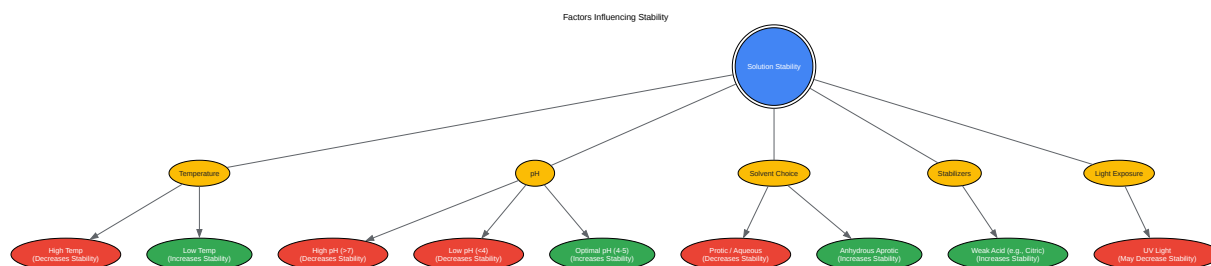 Factors Influencing Stability
Solution Stability
Temperature
pH
Solvent Choice
Stabilizers
Light Exposure
High Temp
(Decreases Stability)
Low Temp
(Increases Stability)
High pH (>7)
(Decreases Stability)
Low pH (<4)
(Decreases Stability)
Optimal pH (4-5)
(Increases Stability)
Protic / Aqueous
(Decreases Stability)
Anhydrous Aprotic
(Increases Stability)
Weak Acid (e.g., Citric)
(Increases Stability)
UV Light
(May Decrease Stability)